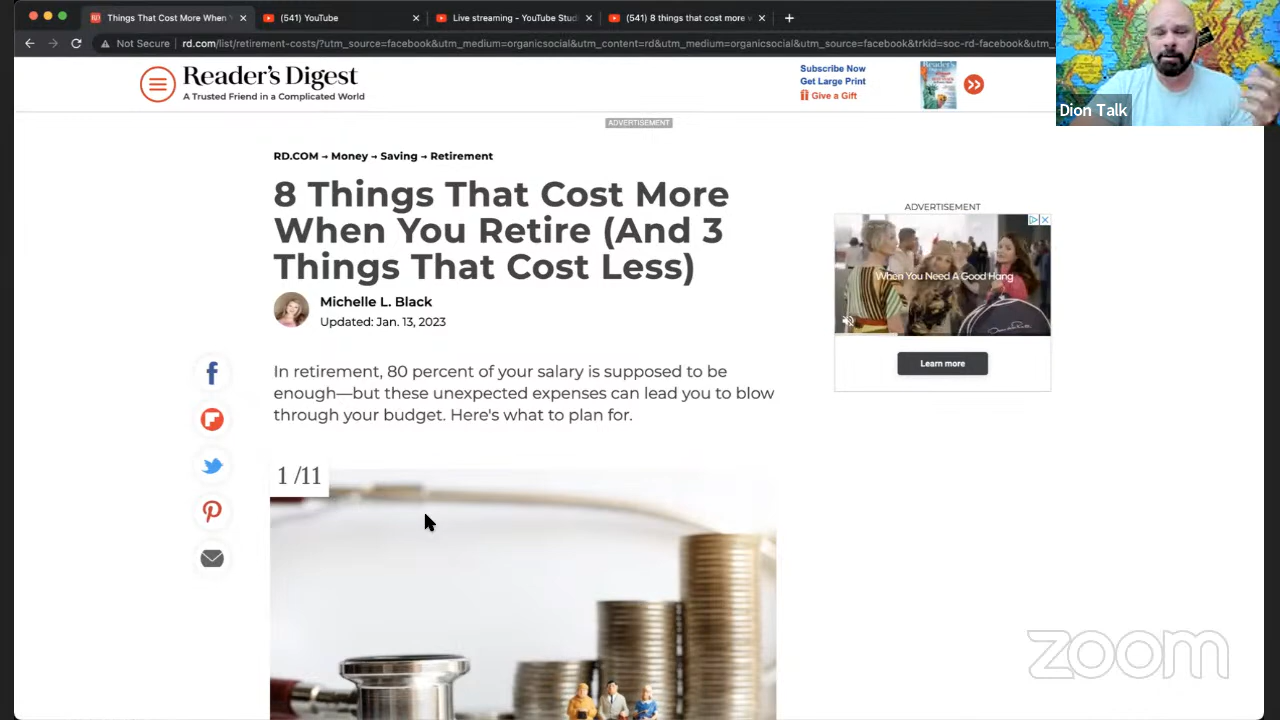 Things That Cost More When Y
(541) YouTube
Live streaming - YouTube Stud
(541) 8 things that cost more v
Not Secure | rd.com/list/retirement-costs/?utm_source=facebook&utm_medium=organicsocial&utm_content=rd&utm_medium=organicsocial&utm_source=facebook&trkid=soc-rd-facebook&utm_
Reader's Digest
A Trusted Friend in a Complicated World
Subscribe Now
Get Large Print
Give a Gift
Reader's Digest
Dion Talk
ADVERTISEMENT
RD.COM → Money → Saving → Retirement
8 Things That Cost More
When You Retire (And 3
Things That Cost Less)
Michelle L. Black
Updated: Jan. 13, 2023
ADVERTISEMENT
When You Need A Good Hang
Learn more
In retirement, 80 percent of your salary is supposed to be
enough—but these unexpected expenses can lead you to blow
through your budget. Here's what to plan for.
1 /11
zoom